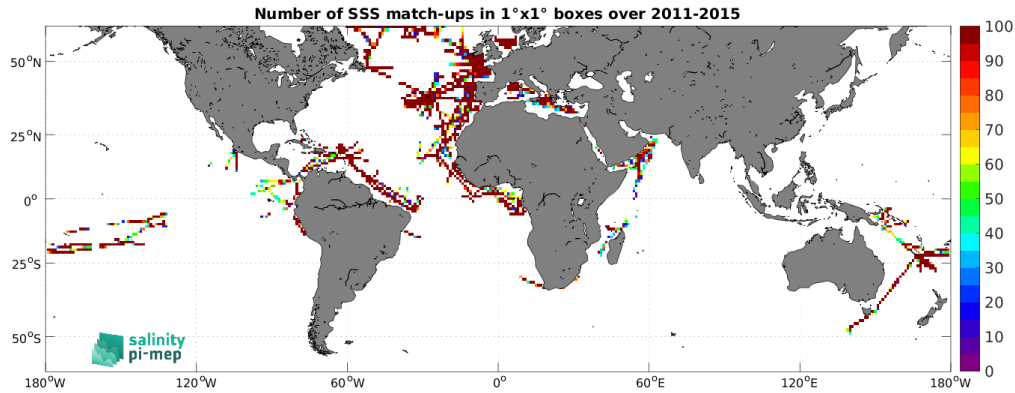 Number of SSS match-ups in 1°x1° boxes over 2011-2015
100
90
80
70
60
50
40
30
20
10
0
50°N
25°N
0°
25°S
50°S
salinity
pi-mep
180°W 120°W 60°W 0° 60°E 120°E 180°W